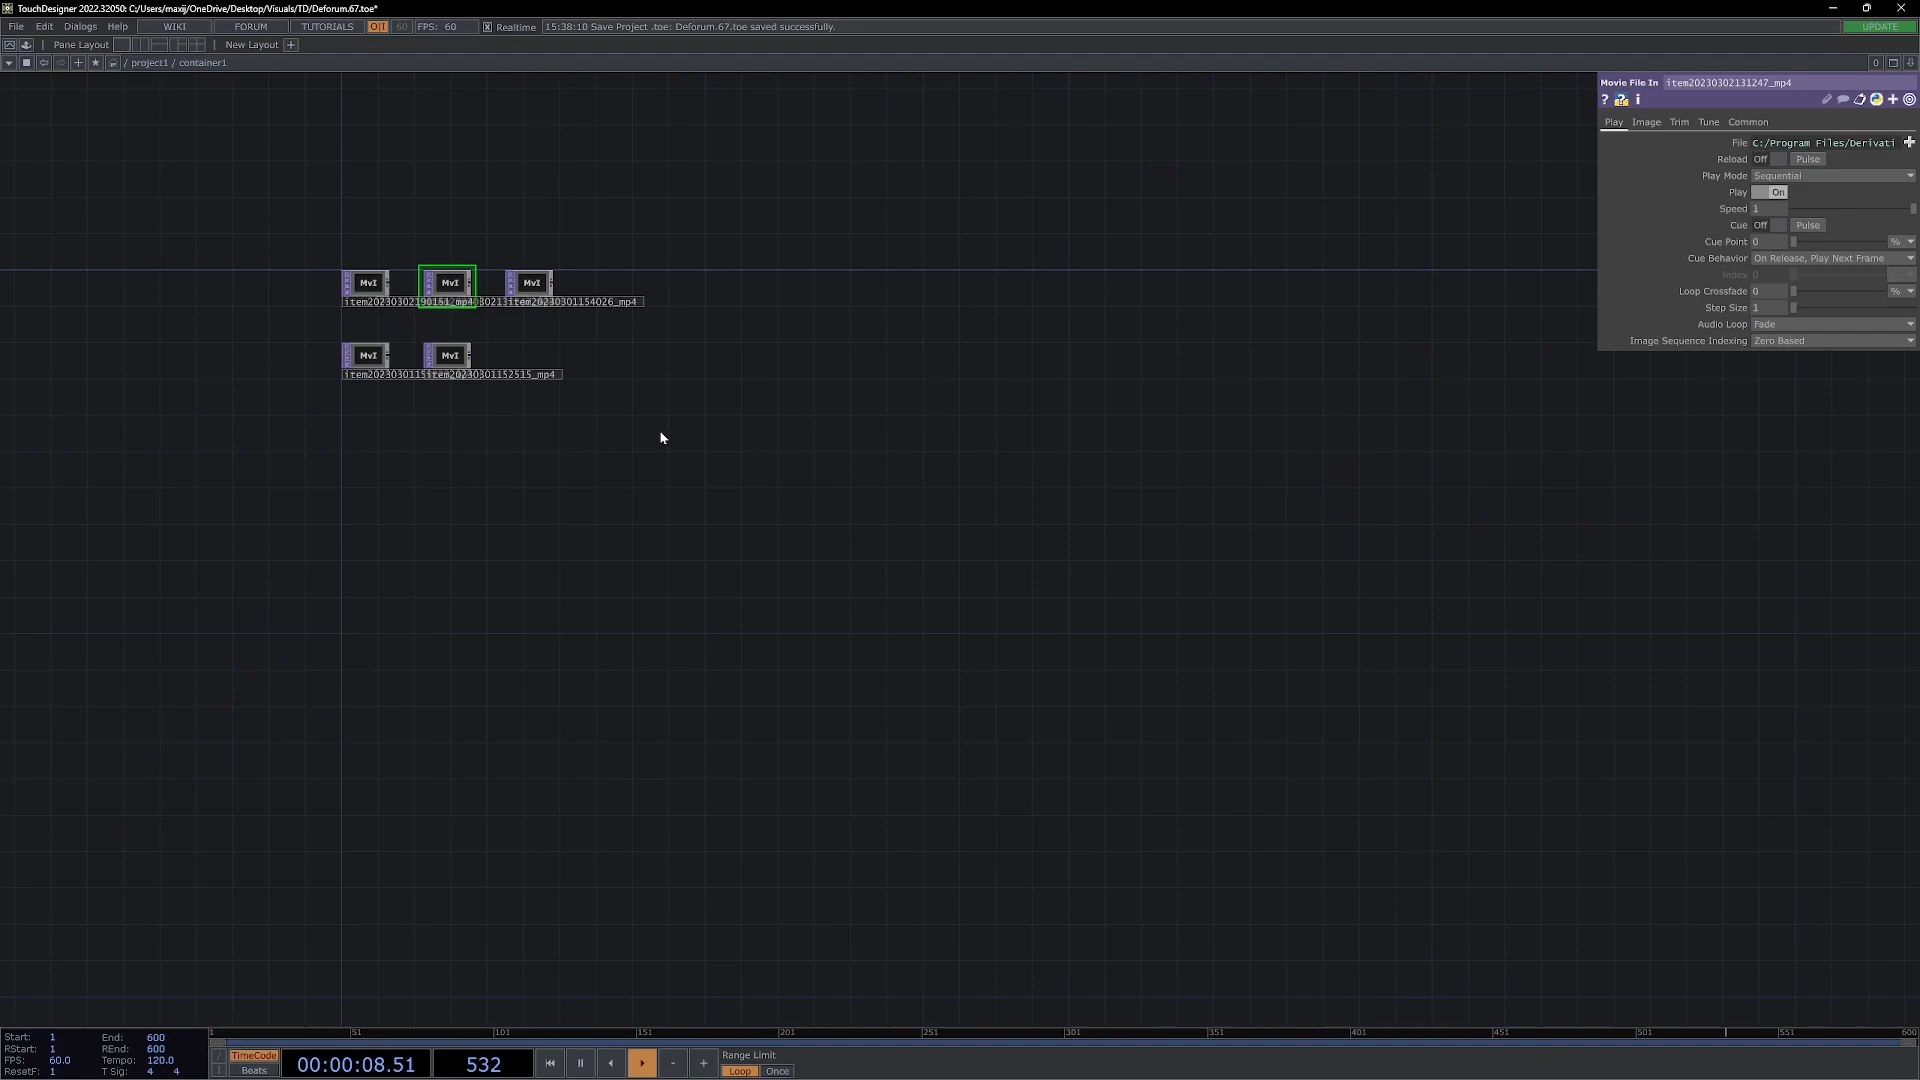 TouchDesigner 2022.32050: C:/Users/maxij/OneDrive/Desktop/Visuals/TD/Deforum.67.toe*
File Edit Dialogs Help WIKI FORUM TUTORIALS O|I 60 FPS: 60 Realtime 15:38:10 Save Project .toe: Deforum.67.toe saved successfully. UPDATE
Pane Layout New Layout +
/ project1 / container1 0
Movie File In item20230302131247_mp4
? ? i
Play Image Trim Tune Common
File C:/Program Files/Derivati
Reload Off Pulse
Play Mode Sequential
Play On
Speed 1
Cue Off Pulse
Cue Point 0 %
Cue Behavior On Release, Play Next Frame
Index 0
Loop Crossfade 0 %
Step Size 1
Audio Loop Fade
Image Sequence Indexing Zero Based
MvI MvI MvI
item20230302190151_mp4 item20230301154026_mp4
MvI MvI
item20230301152515_mp4
1 51 101 151 201 251 301 351 401 451 501 551 600
Start: 1 End: 600
RStart: 1 REnd: 600
FPS: 60.0 Tempo: 120.0
ResetF: 1 T Sig: 4 4
TimeCode
Beats
00:00:08.51 532
- +
Range Limit
Loop Once